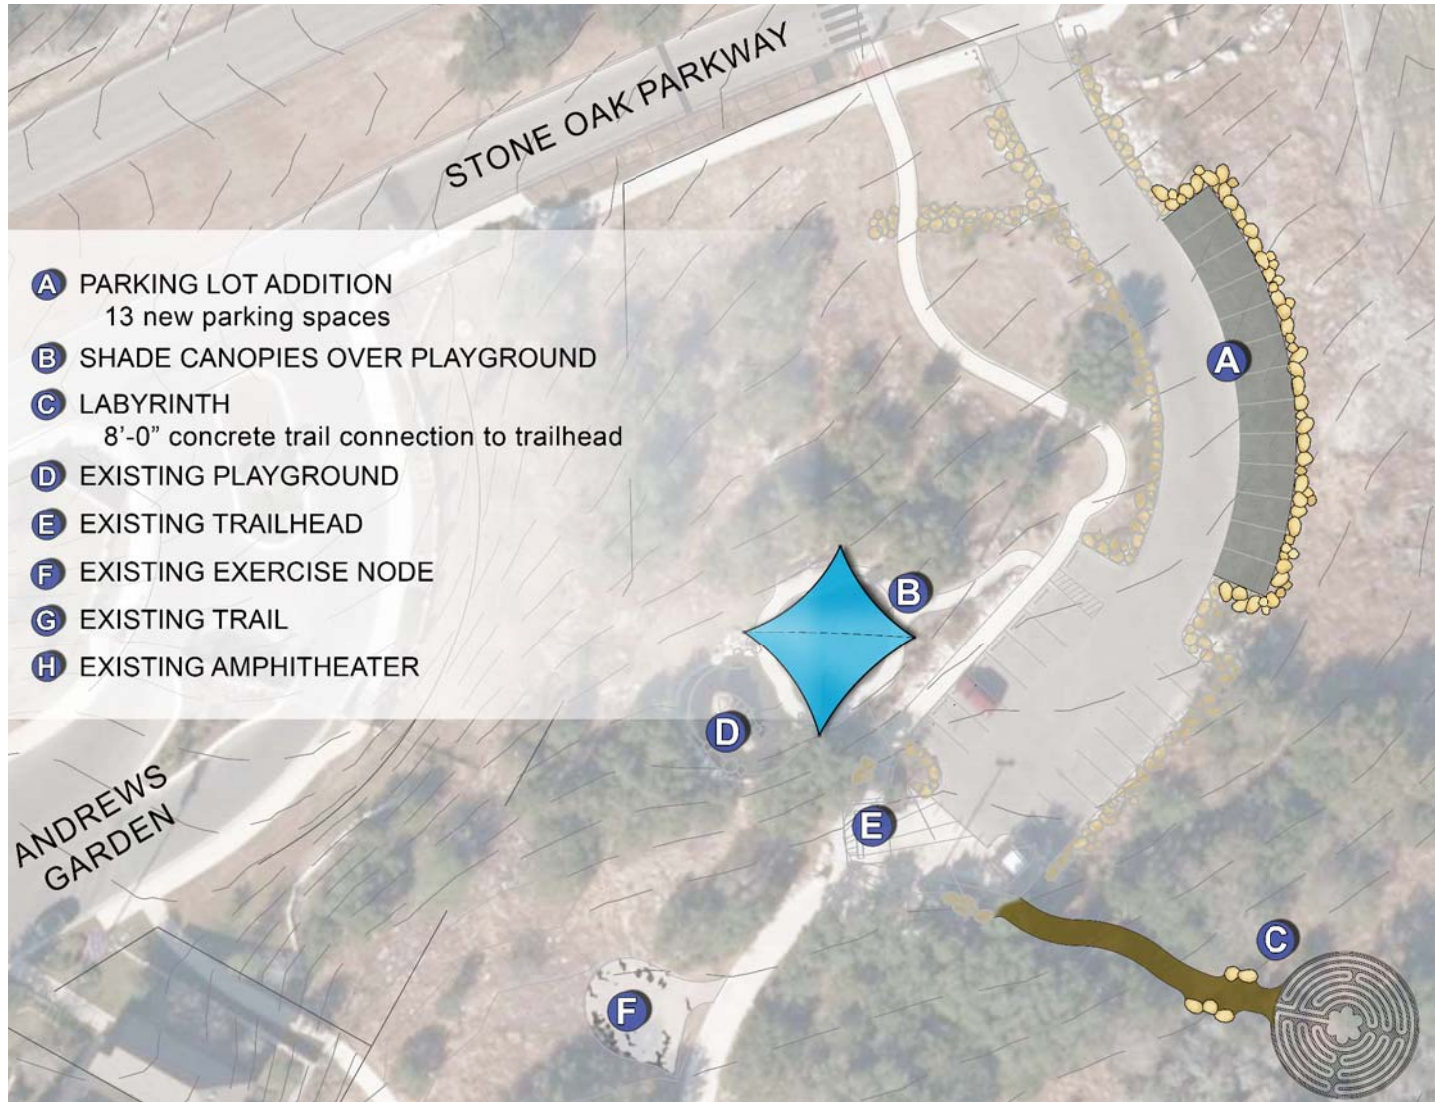 STONE OAK PARKWAY
A PARKING LOT ADDITION
13 new parking spaces
B SHADE CANOPIES OVER PLAYGROUND
C LABYRINTH
8’-0” concrete trail connection to trailhead
D EXISTING PLAYGROUND
E EXISTING TRAILHEAD
F EXISTING EXERCISE NODE
G EXISTING TRAIL
H EXISTING AMPHITHEATER
A
B
D
ANDREWS
GARDEN
E
C
F